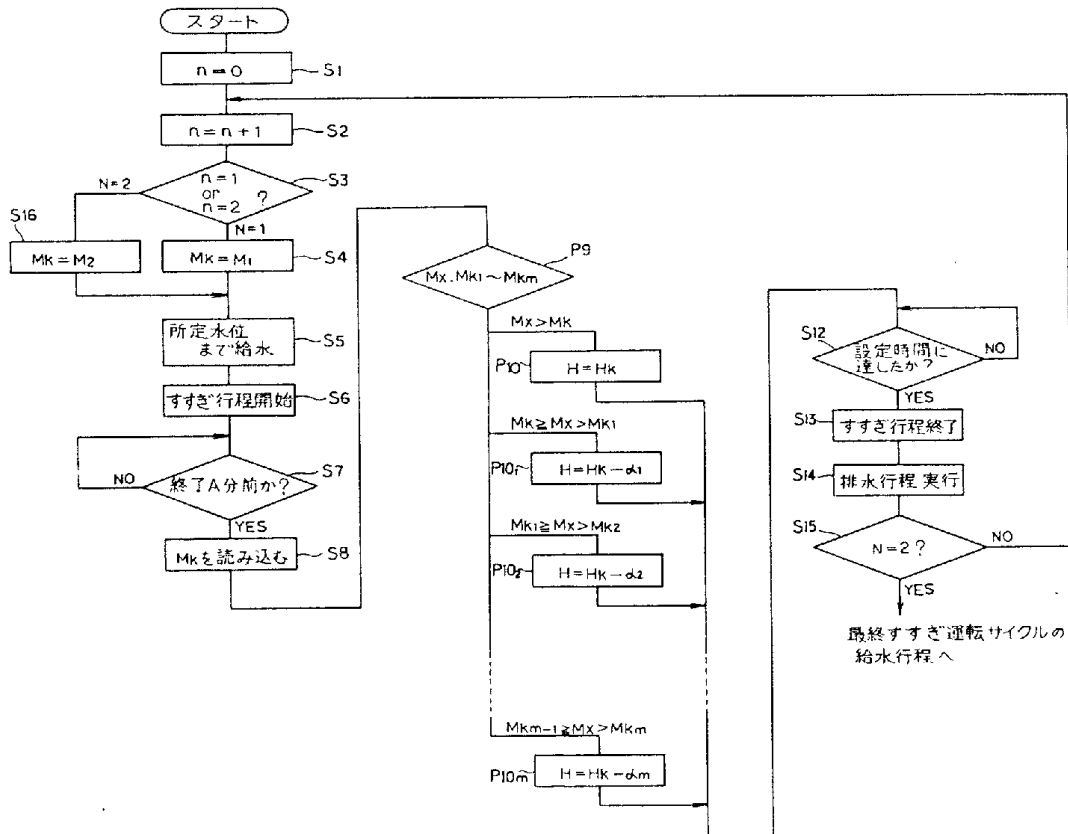 スタート
n=0
S1
n=n+1
S2
n=1
or
n=2
?
S3
N=2
N=1
S16
Mk=M2
Mk=M1
S4
所定水位
まで給水
S5
すすぎ行程開始
S6
終了A分前か?
S7
NO
YES
Mkを読み込む
S8
Mx.Mk1~Mkm
P9
Mx>Mk
P10
H=Hk
Mk≧Mx>Mk1
P101
H=Hk-α1
Mk1≧Mx>Mk2
P102
H=Hk-α2
Mkm-1≧Mx>Mkm
P10m
H=Hk-αm
S12
設定時間に
達したか?
NO
YES
S13
すすぎ行程終了
S14
排水行程実行
S15
N=2?
NO
YES
最終すすぎ運転サイクルの
給水行程へ